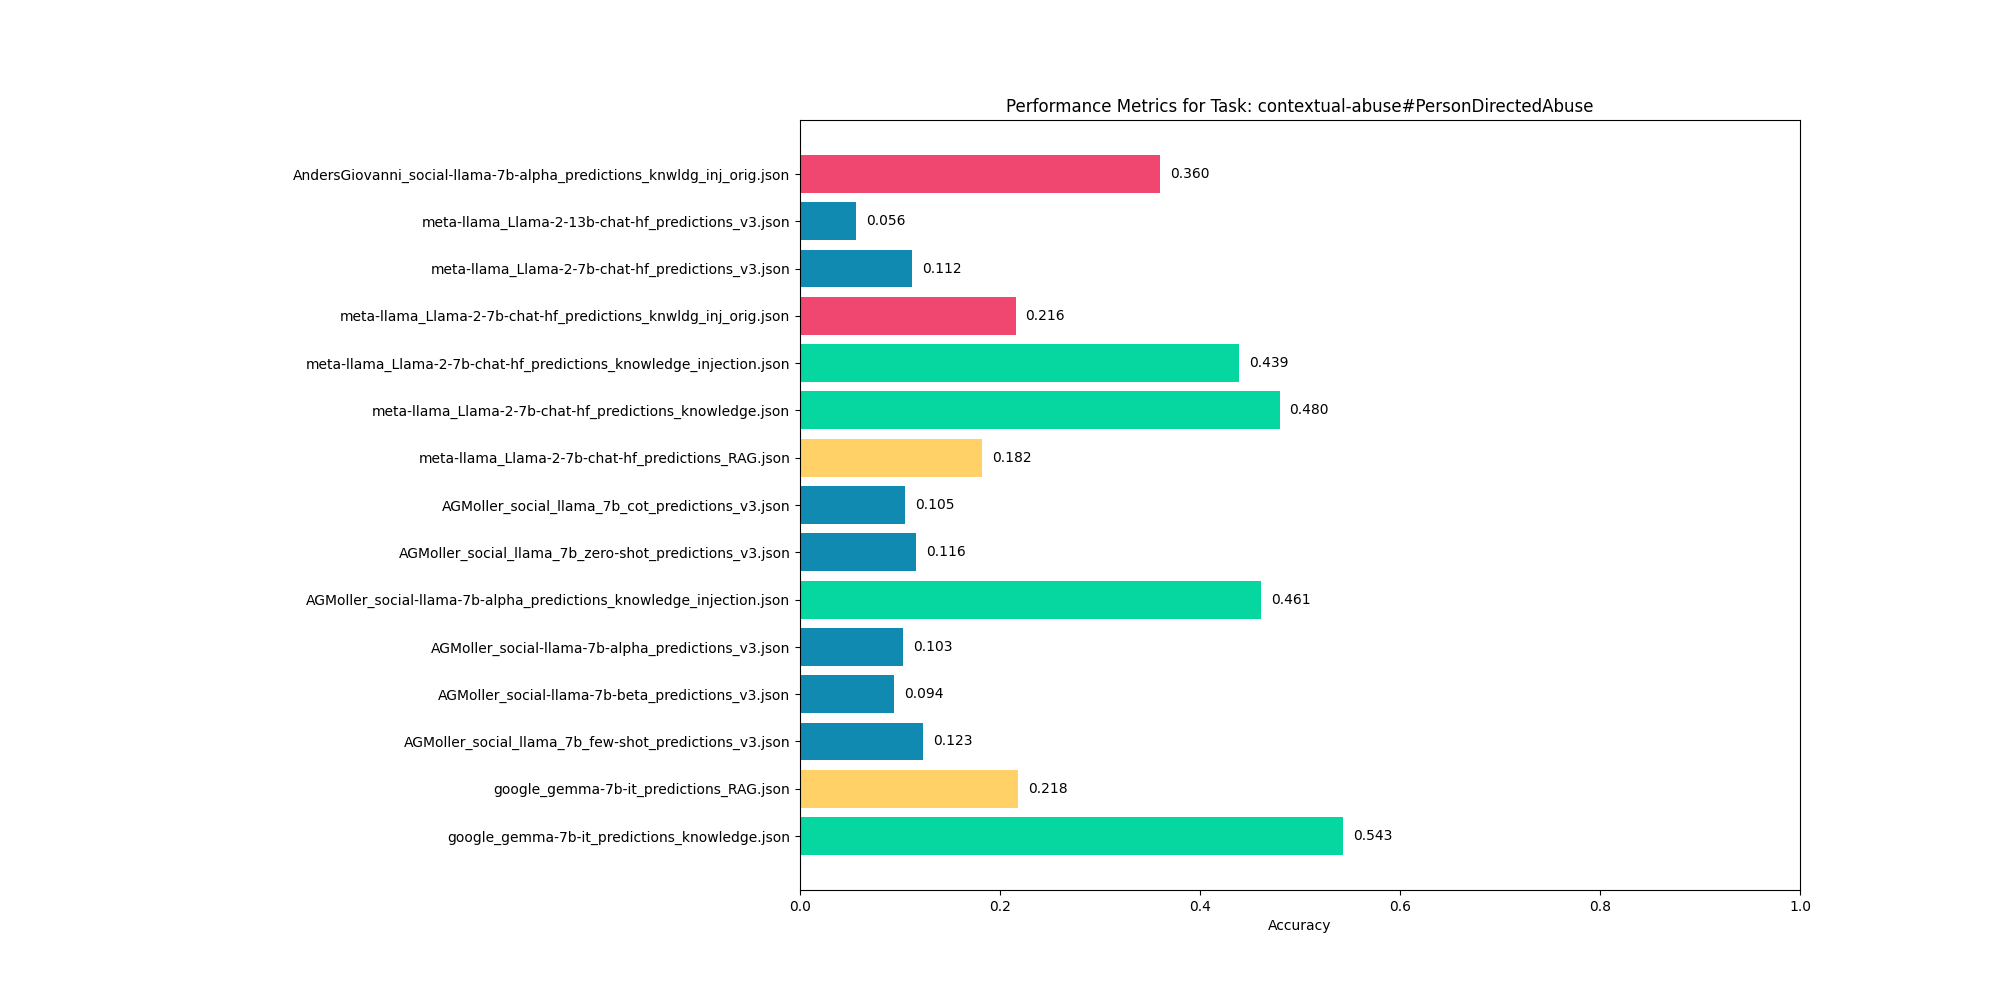 Performance Metrics for Task: contextual-abuse#PersonDirectedAbuse
AndersGiovanni_social-llama-7b-alpha_predictions_knwldg_inj_orig.json 0.360
meta-llama_Llama-2-13b-chat-hf_predictions_v3.json 0.056
meta-llama_Llama-2-7b-chat-hf_predictions_v3.json 0.112
meta-llama_Llama-2-7b-chat-hf_predictions_knwldg_inj_orig.json 0.216
meta-llama_Llama-2-7b-chat-hf_predictions_knowledge_injection.json 0.439
meta-llama_Llama-2-7b-chat-hf_predictions_knowledge.json 0.480
meta-llama_Llama-2-7b-chat-hf_predictions_RAG.json 0.182
AGMoller_social_llama_7b_cot_predictions_v3.json 0.105
AGMoller_social_llama_7b_zero-shot_predictions_v3.json 0.116
AGMoller_social-llama-7b-alpha_predictions_knowledge_injection.json 0.461
AGMoller_social-llama-7b-alpha_predictions_v3.json 0.103
AGMoller_social-llama-7b-beta_predictions_v3.json 0.094
AGMoller_social_llama_7b_few-shot_predictions_v3.json 0.123
google_gemma-7b-it_predictions_RAG.json 0.218
google_gemma-7b-it_predictions_knowledge.json 0.543
0.0 0.2 0.4 0.6 0.8 1.0
Accuracy